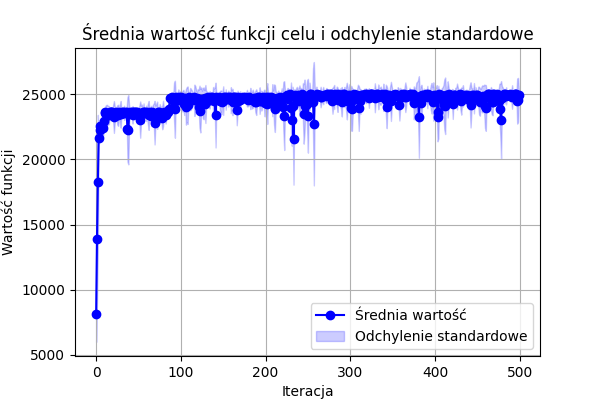 Średnia wartość funkcji celu i odchylenie standardowe
Wartość funkcji
25000
20000
15000
10000
5000
0 100 200 300 400 500
Iteracja
Średnia wartość
Odchylenie standardowe